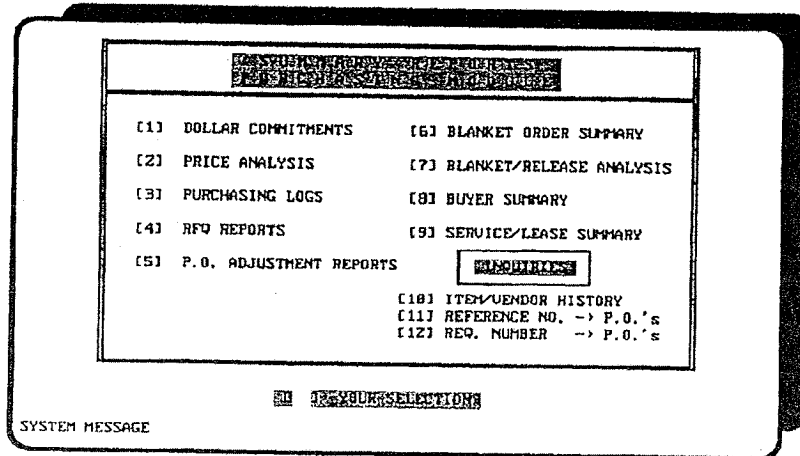 [1] DOLLAR COMMITMENTS
[2] PRICE ANALYSIS
[3] PURCHASING LOGS
[4] RFQ REPORTS
[5] P.O. ADJUSTMENT REPORTS
[6] BLANKET ORDER SUMMARY
[7] BLANKET/RELEASE ANALYSIS
[8] BUYER SUMMARY
[9] SERVICE/LEASE SUMMARY
INQUIRIES
[10] ITEM/VENDOR HISTORY
[11] REFERENCE NO. -> P.O.'s
[12] REQ. NUMBER -> P.O.'s
YOUR SELECTION
SYSTEM MESSAGE